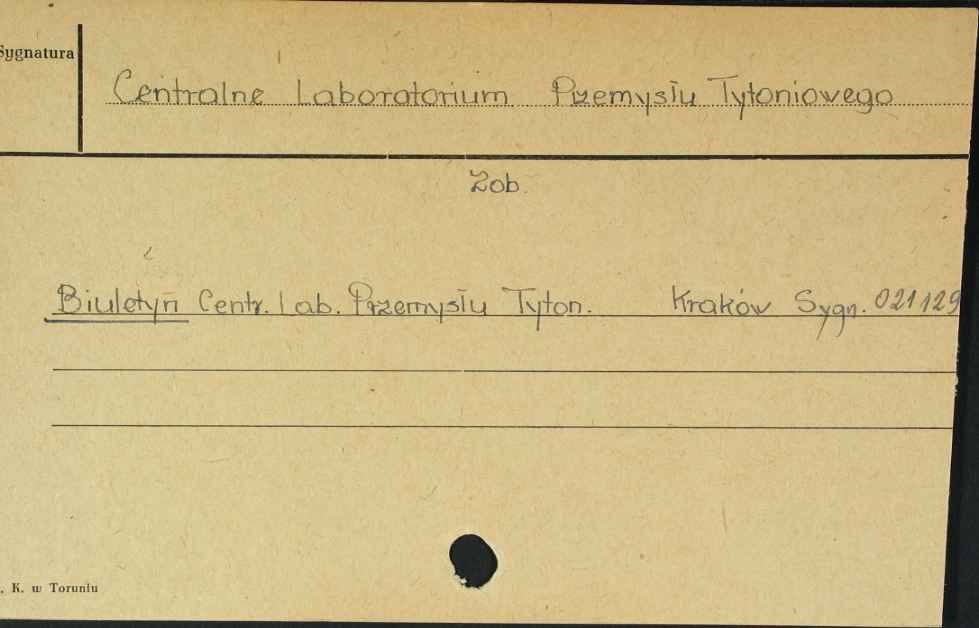 Sygnatura
Centralne Laboratorium Przemysłu Tytoniowego
Zob.
Biuletyn Centr. Lab. Przemysłu Tyton. Kraków Sygn. 021129
. K. w Toruniu